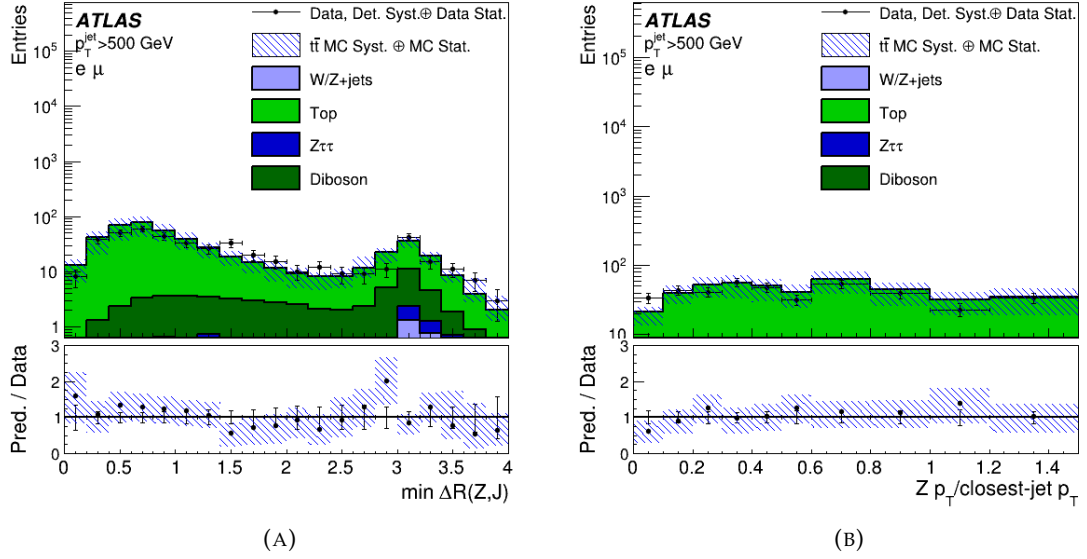 Entries
ATLAS
p_T^jet>500 GeV
e μ
Data, Det. Syst.⊕ Data Stat.
tt̄ MC Syst. ⊕ MC Stat.
W/Z+jets
Top
Zττ
Diboson
10^5
10^4
10^3
10^2
10
1
Pred. / Data
3
2
1
0
0 0.5 1 1.5 2 2.5 3 3.5 4
min ΔR(Z,J)
(A)
Entries
ATLAS
p_T^jet>500 GeV
e μ
Data, Det. Syst.⊕ Data Stat.
tt̄ MC Syst. ⊕ MC Stat.
W/Z+jets
Top
Zττ
Diboson
10^5
10^4
10^3
10^2
10
Pred. / Data
3
2
1
0
0 0.2 0.4 0.6 0.8 1 1.2 1.4
Z p_T/closest-jet p_T
(B)